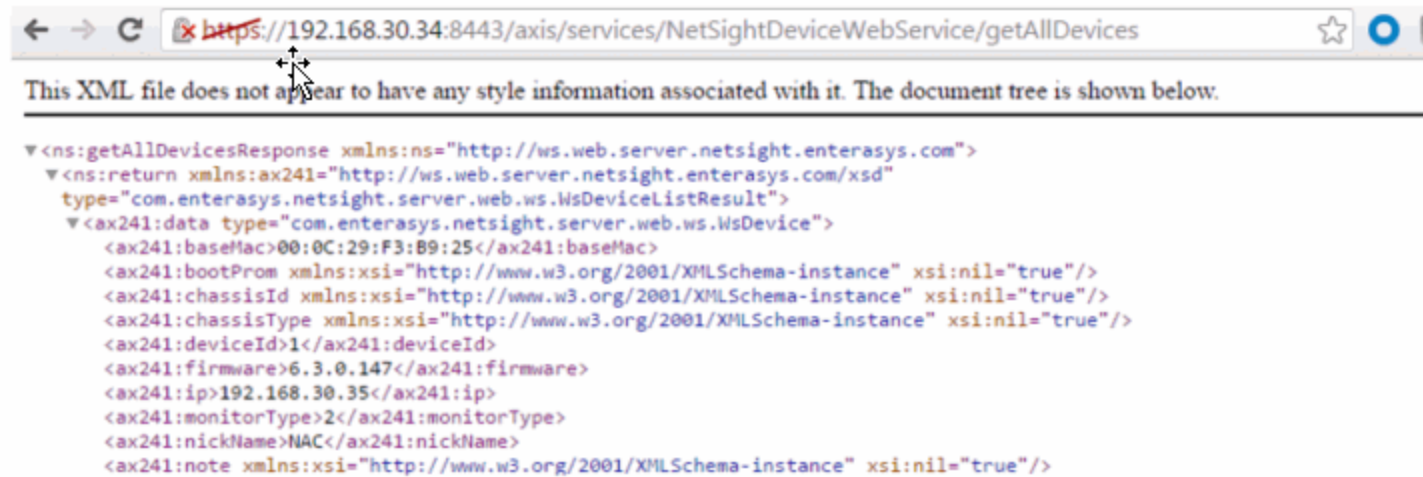 https://192.168.30.34:8443/axis/services/NetSightDeviceWebService/getAllDevices
This XML file does not appear to have any style information associated with it. The document tree is shown below.
▼<ns:getAllDevicesResponse xmlns:ns="http://ws.web.server.netsight.enterasys.com">
▼<ns:return xmlns:ax241="http://ws.web.server.netsight.enterasys.com/xsd"
type="com.enterasys.netsight.server.web.ws.WsDeviceListResult">
▼<ax241:data type="com.enterasys.netsight.server.web.ws.WsDevice">
<ax241:baseMac>00:0C:29:F3:B9:25</ax241:baseMac>
<ax241:bootProm xmlns:xsi="http://www.w3.org/2001/XMLSchema-instance" xsi:nil="true"/>
<ax241:chassisId xmlns:xsi="http://www.w3.org/2001/XMLSchema-instance" xsi:nil="true"/>
<ax241:chassisType xmlns:xsi="http://www.w3.org/2001/XMLSchema-instance" xsi:nil="true"/>
<ax241:deviceId>1</ax241:deviceId>
<ax241:firmware>6.3.0.147</ax241:firmware>
<ax241:ip>192.168.30.35</ax241:ip>
<ax241:monitorType>2</ax241:monitorType>
<ax241:nickName>NAC</ax241:nickName>
<ax241:note xmlns:xsi="http://www.w3.org/2001/XMLSchema-instance" xsi:nil="true"/>